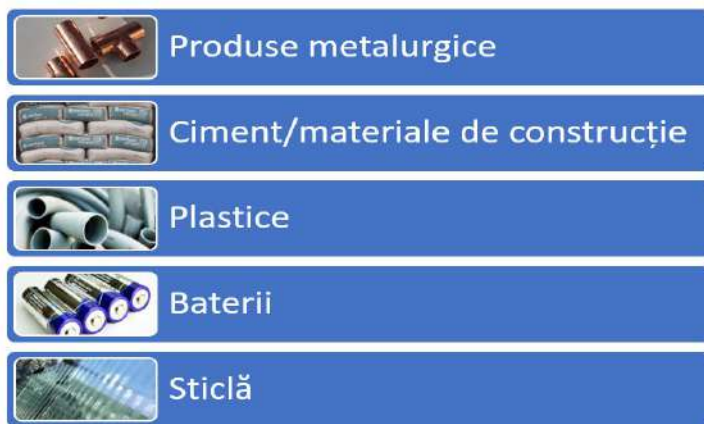 Produse metalurgice
Ciment/materiale de construcție
Plastice
Baterii
Sticlă